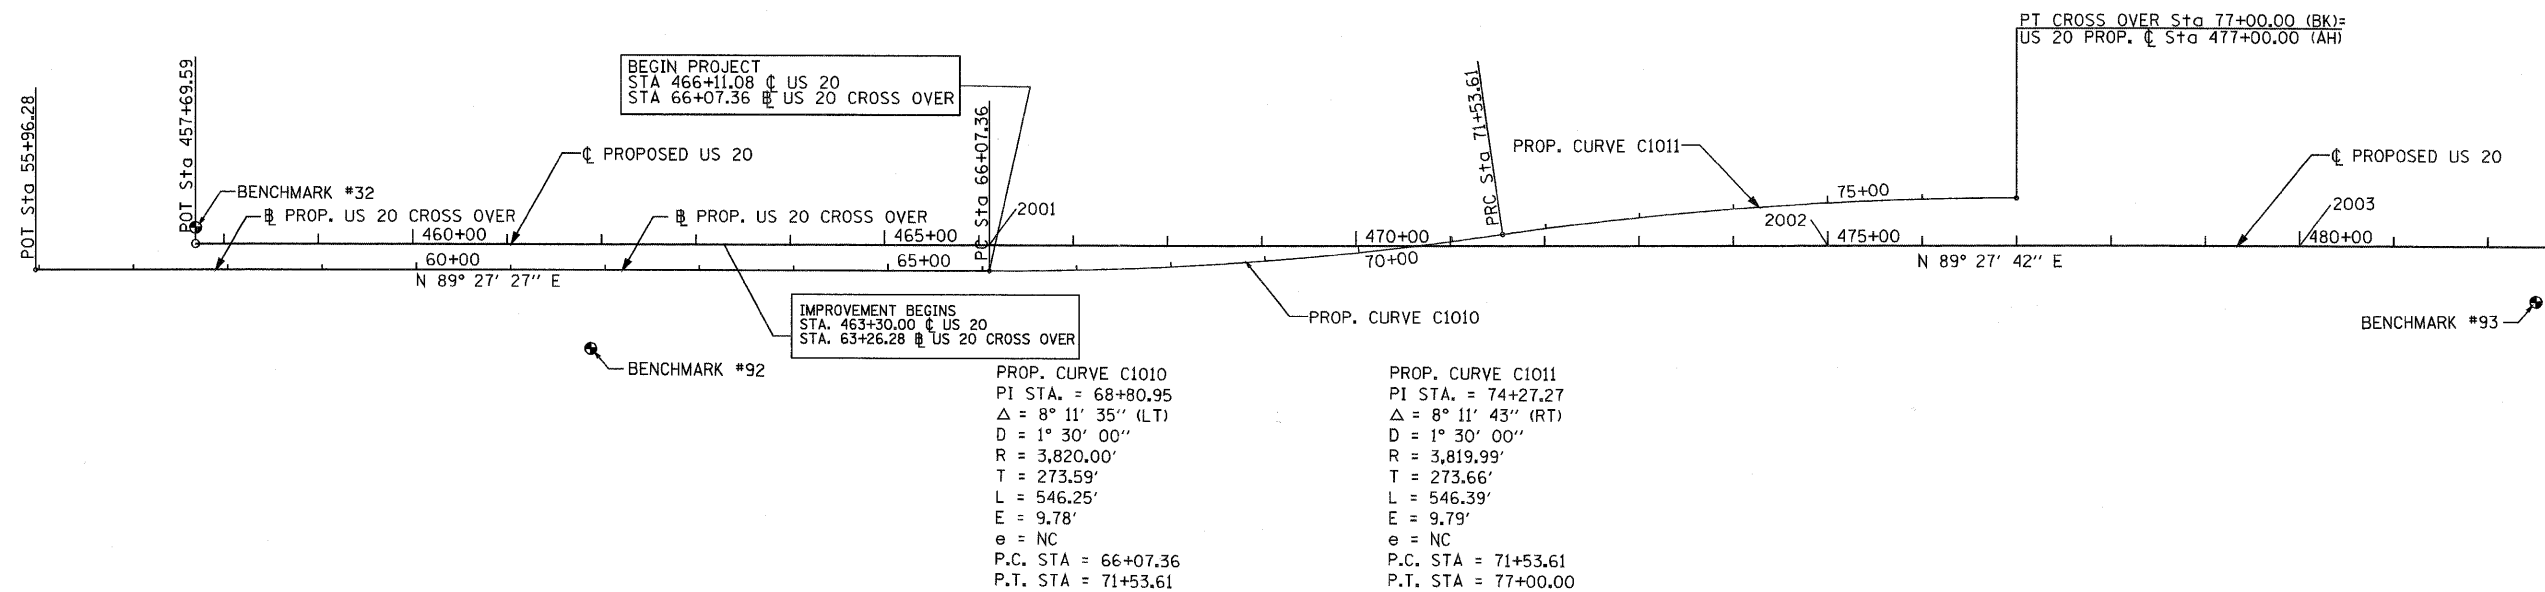 PT CROSS OVER Sta 77+00.00 (BK)=
US 20 PROP. ℄ Sta 477+00.00 (AH)
BEGIN PROJECT
STA 466+11.08 ℄ US 20
STA 66+07.36 BL US 20 CROSS OVER
POT Sta 55+96.28
POT Sta 457+69.59
PC Sta 66+07.36
PRC Sta 71+53.61
℄ PROPOSED US 20
PROP. CURVE C1011
℄ PROPOSED US 20
BENCHMARK #32
BL PROP. US 20 CROSS OVER
BL PROP. US 20 CROSS OVER
2001
75+00
2002
2003
460+00
465+00
470+00
475+00
480+00
60+00
65+00
70+00
N 89° 27' 27" E
N 89° 27' 42" E
IMPROVEMENT BEGINS
STA. 463+30.00 ℄ US 20
STA. 63+26.28 BL US 20 CROSS OVER
PROP. CURVE C1010
BENCHMARK #93
BENCHMARK #92
PROP. CURVE C1010
PI STA. = 68+80.95
Δ = 8° 11' 35" (LT)
D = 1° 30' 00"
R = 3,820.00'
T = 273.59'
L = 546.25'
E = 9.78'
e = NC
P.C. STA = 66+07.36
P.T. STA = 71+53.61
PROP. CURVE C1011
PI STA. = 74+27.27
Δ = 8° 11' 43" (RT)
D = 1° 30' 00"
R = 3,819.99'
T = 273.66'
L = 546.39'
E = 9.79'
e = NC
P.C. STA = 71+53.61
P.T. STA = 77+00.00